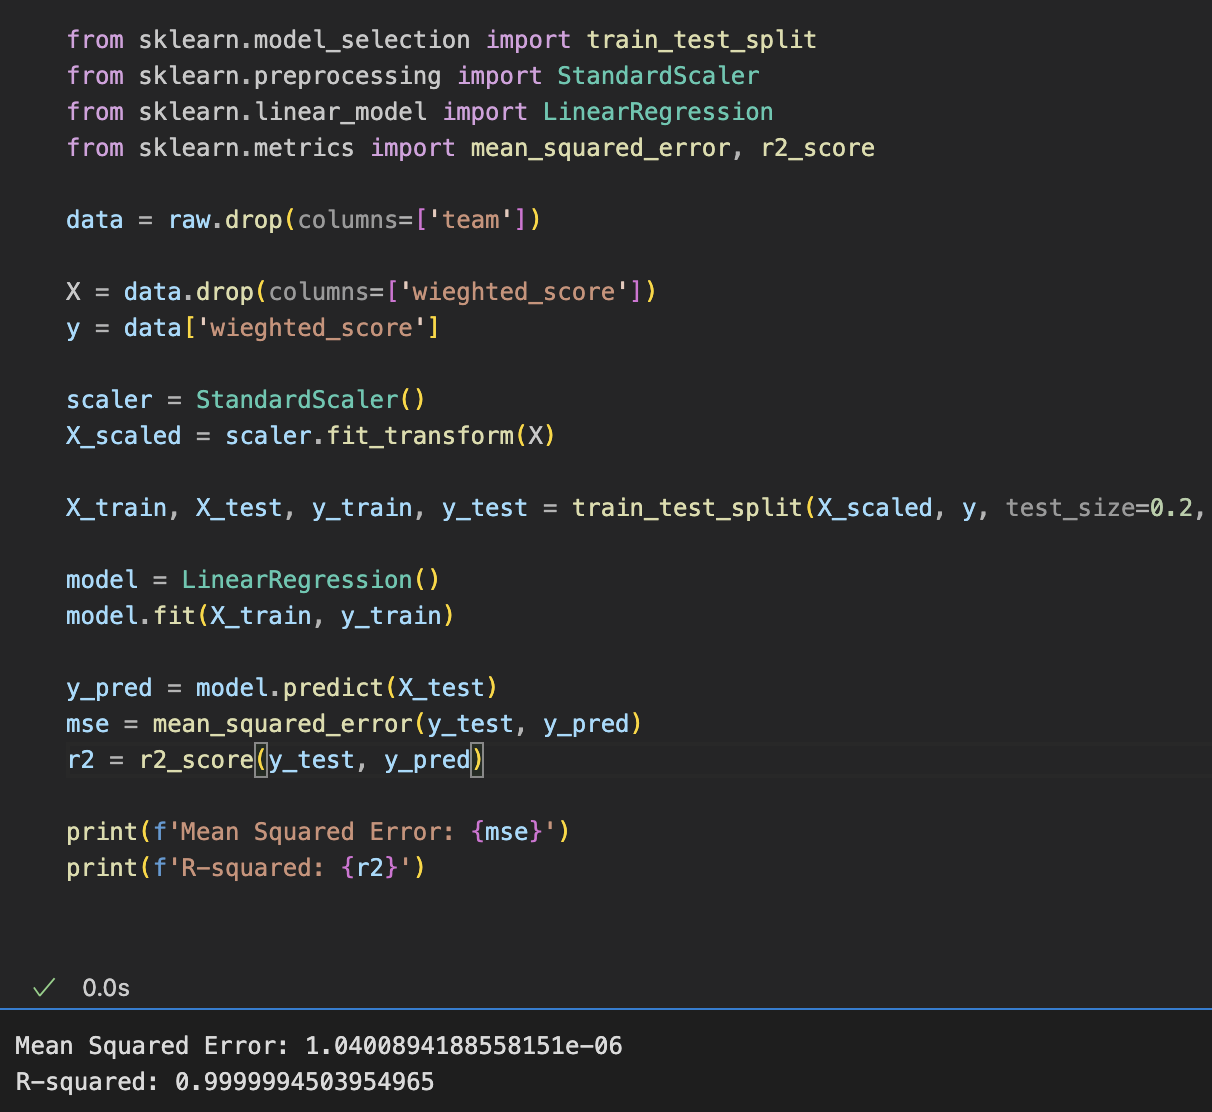 from sklearn.model_selection import train_test_split
from sklearn.preprocessing import StandardScaler
from sklearn.linear_model import LinearRegression
from sklearn.metrics import mean_squared_error, r2_score
data = raw.drop(columns=['team'])
X = data.drop(columns=['wieghted_score'])
y = data['wieghted_score']
scaler = StandardScaler()
X_scaled = scaler.fit_transform(X)
X_train, X_test, y_train, y_test = train_test_split(X_scaled, y, test_size=0.2,
model = LinearRegression()
model.fit(X_train, y_train)
y_pred = model.predict(X_test)
mse = mean_squared_error(y_test, y_pred)
r2 = r2_score(y_test, y_pred)
print(f'Mean Squared Error: {mse}')
print(f'R-squared: {r2}')
0.0s
Mean Squared Error: 1.0400894188558151e-06
R-squared: 0.9999994503954965